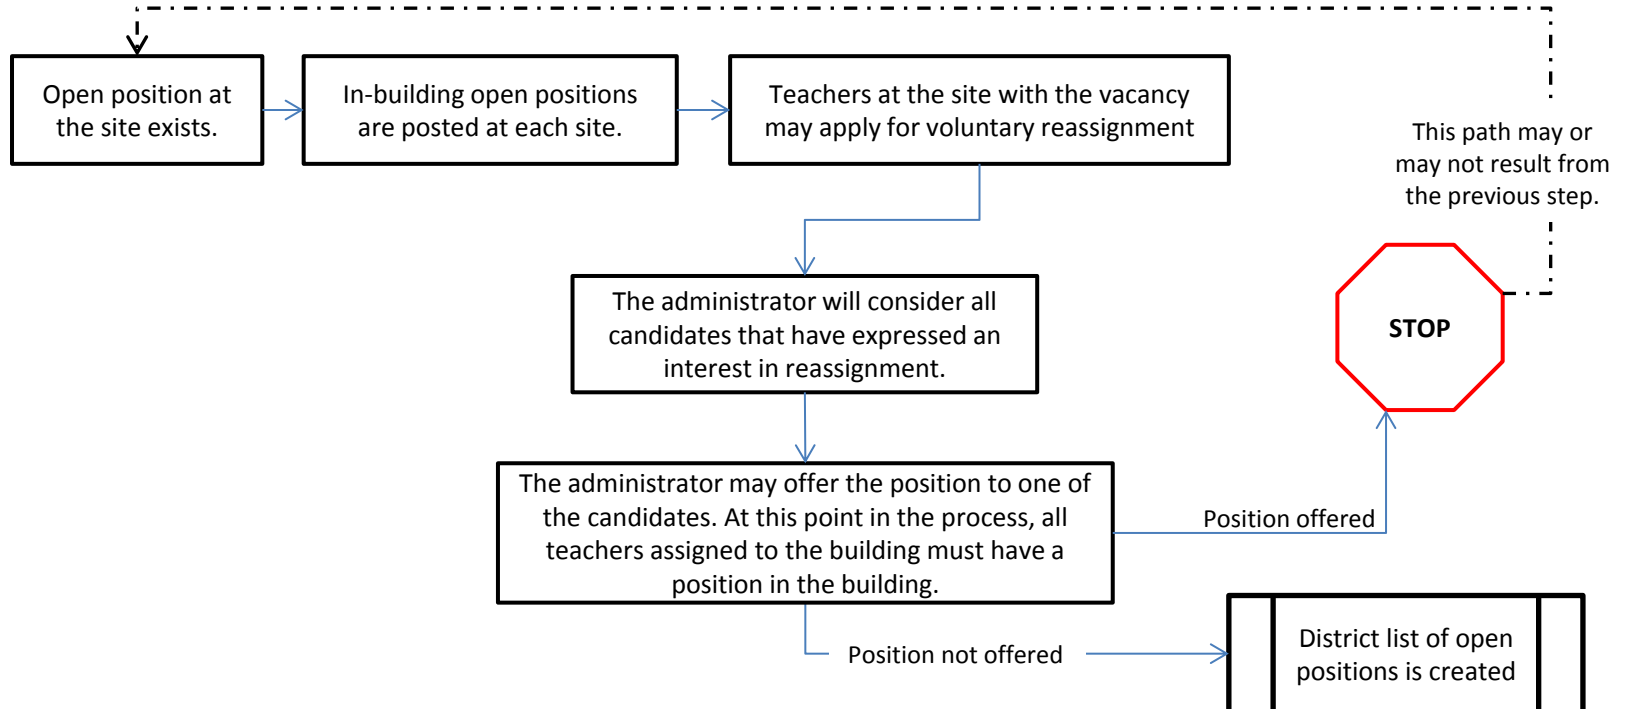 Open position at
the site exists.
In-building open positions
are posted at each site.
Teachers at the site with the vacancy
may apply for voluntary reassignment
This path may or
may not result from
the previous step.
The administrator will consider all
candidates that have expressed an
interest in reassignment.
STOP
The administrator may offer the position to one of
the candidates. At this point in the process, all
teachers assigned to the building must have a
position in the building.
Position offered
Position not offered
District list of open
positions is created